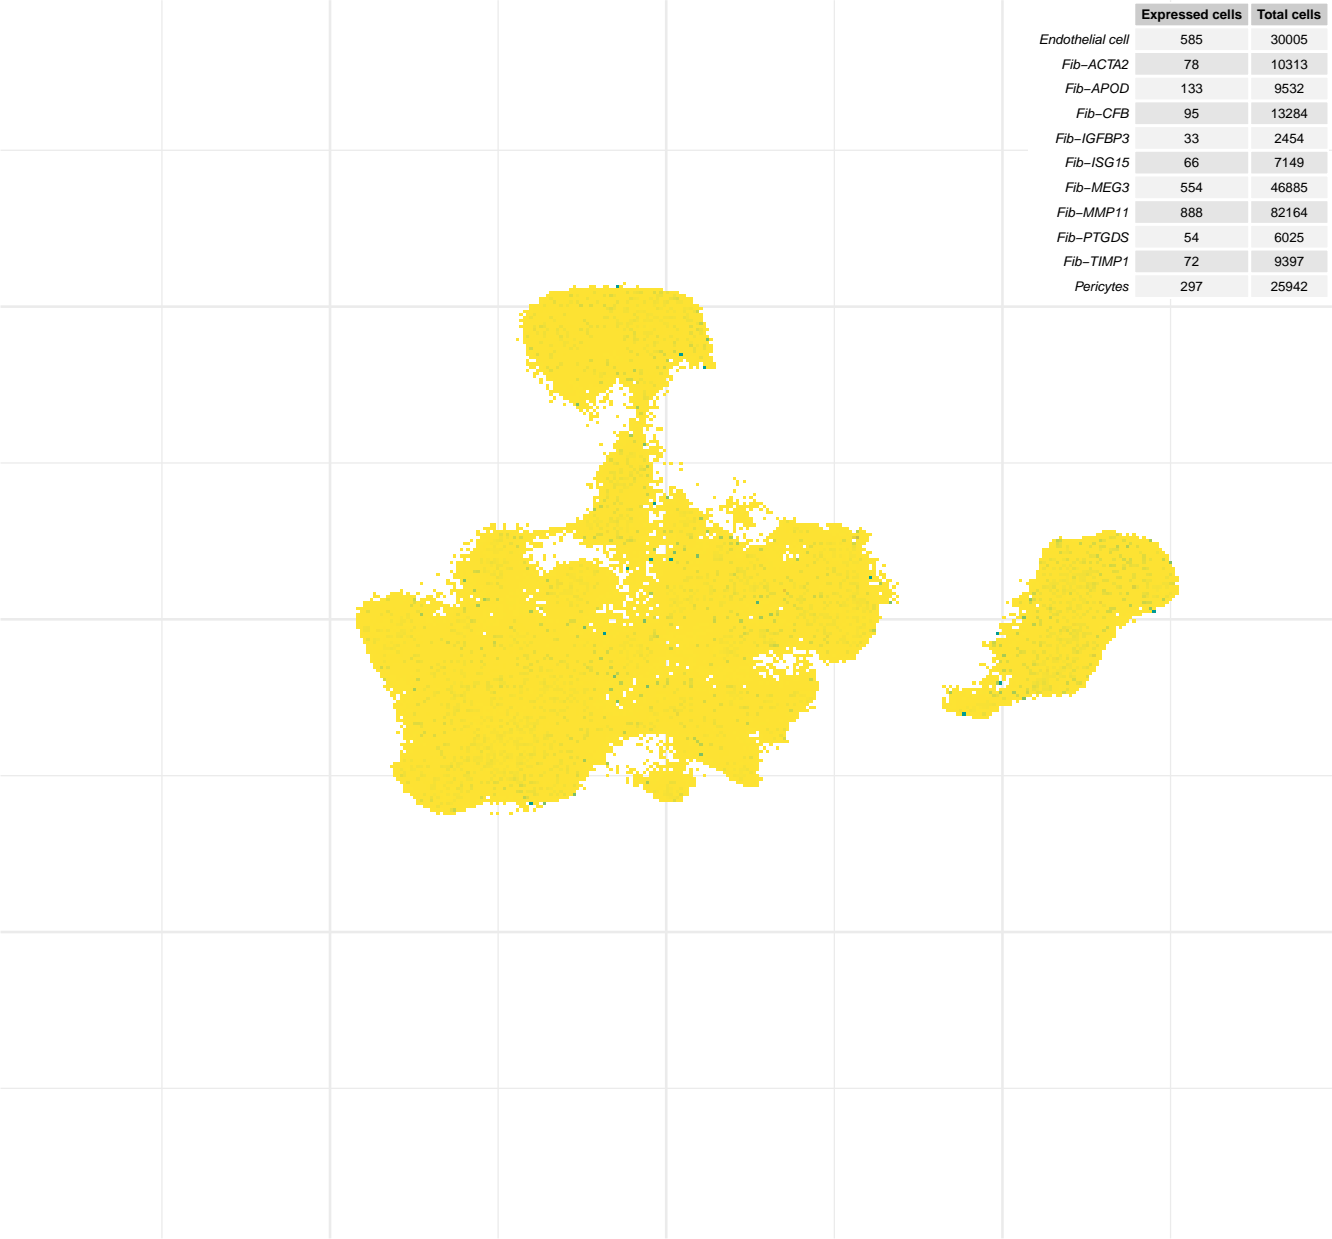 Expressed cells Total cells
Endothelial cell 585 30005
Fib−ACTA2 78 10313
Fib−APOD 133 9532
Fib−CFB 95 13284
Fib−IGFBP3 33 2454
Fib−ISG15 66 7149
Fib−MEG3 554 46885
Fib−MMP11 888 82164
Fib−PTGDS 54 6025
Fib−TIMP1 72 9397
Pericytes 297 25942